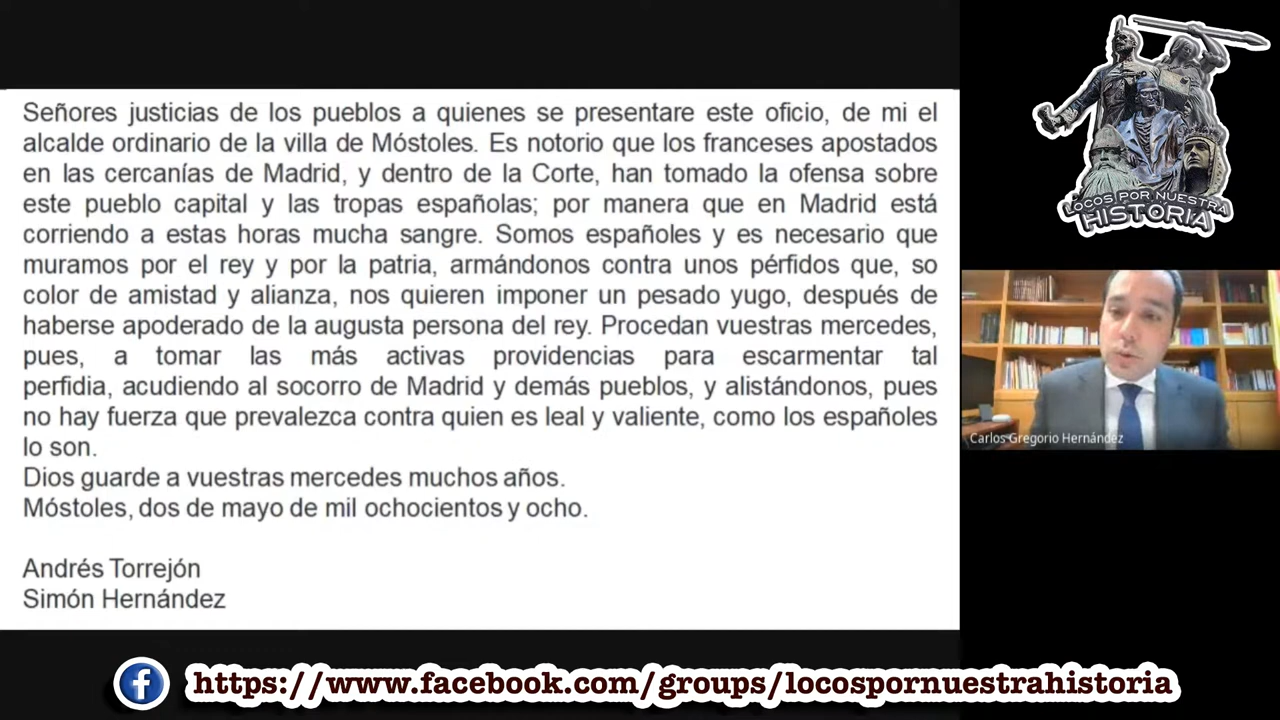 Señores justicias de los pueblos a quienes se presentare este oficio, de mi el
alcalde ordinario de la villa de Móstoles. Es notorio que los franceses apostados
en las cercanías de Madrid, y dentro de la Corte, han tomado la ofensa sobre
este pueblo capital y las tropas españolas; por manera que en Madrid está
corriendo a estas horas mucha sangre. Somos españoles y es necesario que
muramos por el rey y por la patria, armándonos contra unos pérfidos que, so
color de amistad y alianza, nos quieren imponer un pesado yugo, después de
haberse apoderado de la augusta persona del rey. Procedan vuestras mercedes,
pues, a tomar las más activas providencias para escarmentar tal
perfidia, acudiendo al socorro de Madrid y demás pueblos, y alistándonos, pues
no hay fuerza que prevalezca contra quien es leal y valiente, como los españoles
lo son.
Dios guarde a vuestras mercedes muchos años.
Móstoles, dos de mayo de mil ochocientos y ocho.
Andrés Torrejón
Simón Hernández
LOCOS POR NUESTRA
HISTORIA
Carlos Gregorio Hernández
https://www.facebook.com/groups/locospornuestrahistoria